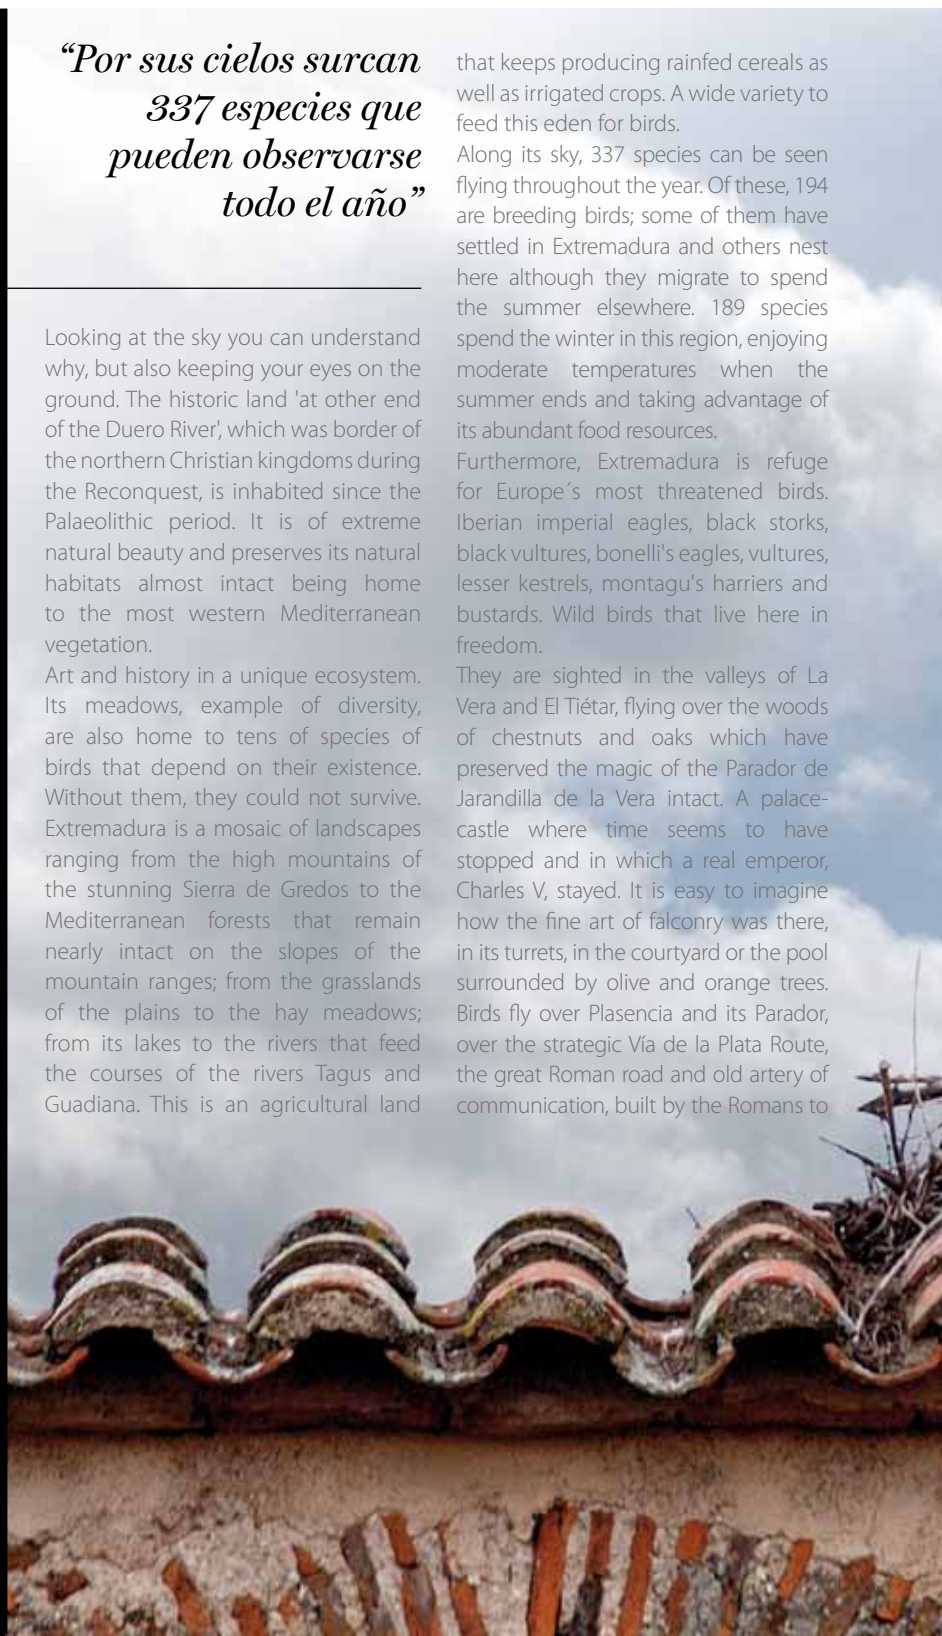 “Por sus cielos surcan
337 especies que
pueden observarse
todo el año”
Looking at the sky you can understand
why, but also keeping your eyes on the
ground. The historic land 'at other end
of the Duero River', which was border of
the northern Christian kingdoms during
the Reconquest, is inhabited since the
Palaeolithic period. It is of extreme
natural beauty and preserves its natural
habitats almost intact being home
to the most western Mediterranean
vegetation.
Art and history in a unique ecosystem.
Its meadows, example of diversity,
are also home to tens of species of
birds that depend on their existence.
Without them, they could not survive.
Extremadura is a mosaic of landscapes
ranging from the high mountains of
the stunning Sierra de Gredos to the
Mediterranean forests that remain
nearly intact on the slopes of the
mountain ranges; from the grasslands
of the plains to the hay meadows;
from its lakes to the rivers that feed
the courses of the rivers Tagus and
Guadiana. This is an agricultural land
that keeps producing rainfed cereals as
well as irrigated crops. A wide variety to
feed this eden for birds.
Along its sky, 337 species can be seen
flying throughout the year. Of these, 194
are breeding birds; some of them have
settled in Extremadura and others nest
here although they migrate to spend
the summer elsewhere. 189 species
spend the winter in this region, enjoying
moderate temperatures when the
summer ends and taking advantage of
its abundant food resources.
Furthermore, Extremadura is refuge
for Europe´s most threatened birds.
Iberian imperial eagles, black storks,
black vultures, bonelli's eagles, vultures,
lesser kestrels, montagu's harriers and
bustards. Wild birds that live here in
freedom.
They are sighted in the valleys of La
Vera and El Tiétar, flying over the woods
of chestnuts and oaks which have
preserved the magic of the Parador de
Jarandilla de la Vera intact. A palace-
castle where time seems to have
stopped and in which a real emperor,
Charles V, stayed. It is easy to imagine
how the fine art of falconry was there,
in its turrets, in the courtyard or the pool
surrounded by olive and orange trees.
Birds fly over Plasencia and its Parador,
over the strategic Vía de la Plata Route,
the great Roman road and old artery of
communication, built by the Romans to